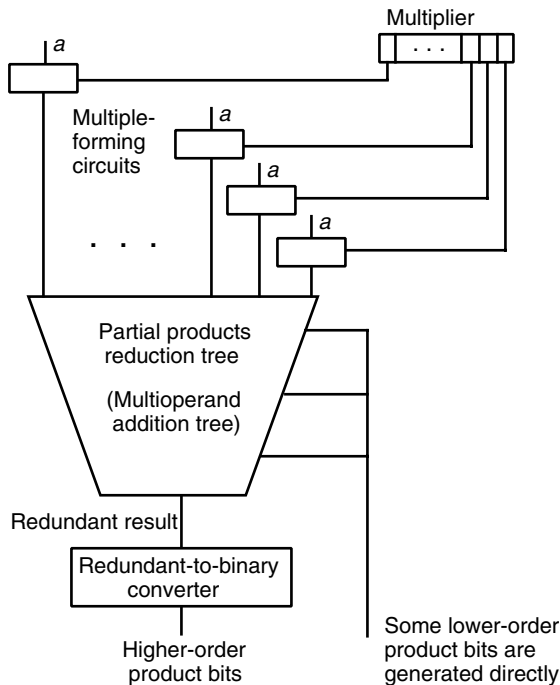 Multiplier
. . .
a
a
a
a
Multiple-
forming
circuits
. . .
Partial products
reduction tree
(Multioperand
addition tree)
Redundant result
Redundant-to-binary
converter
Higher-order
product bits
Some lower-order
product bits are
generated directly